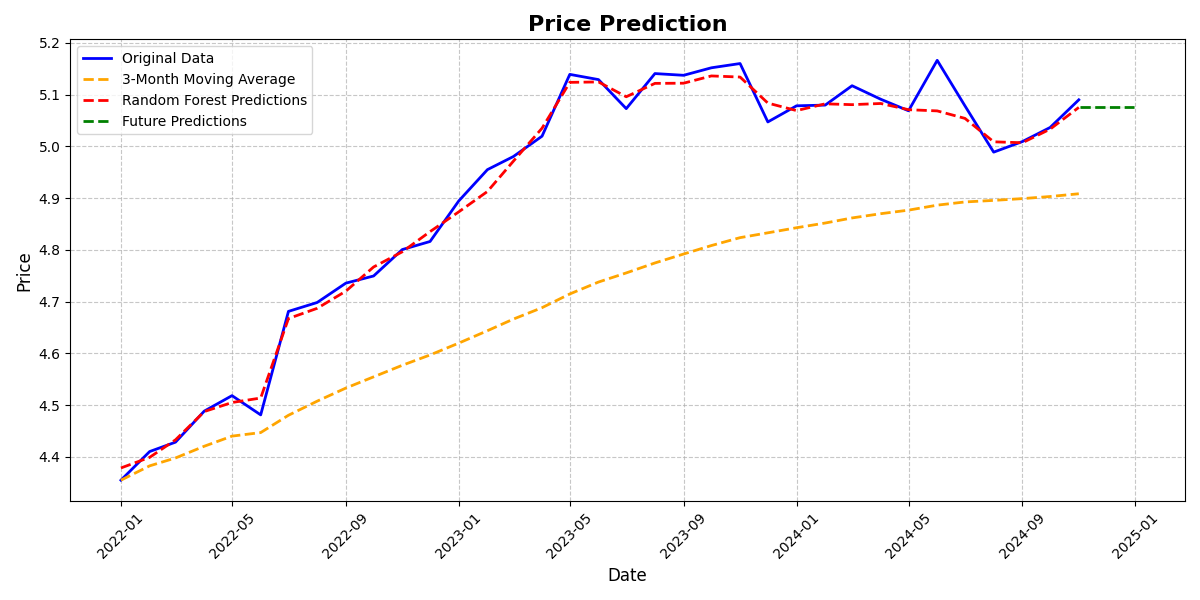 Price Prediction
Original Data
3-Month Moving Average
Random Forest Predictions
Future Predictions
5.2
5.1
5.0
4.9
4.8
4.7
4.6
4.5
4.4
Price
2022-01
2022-05
2022-09
2023-01
2023-05
2023-09
2024-01
2024-05
2024-09
2025-01
Date